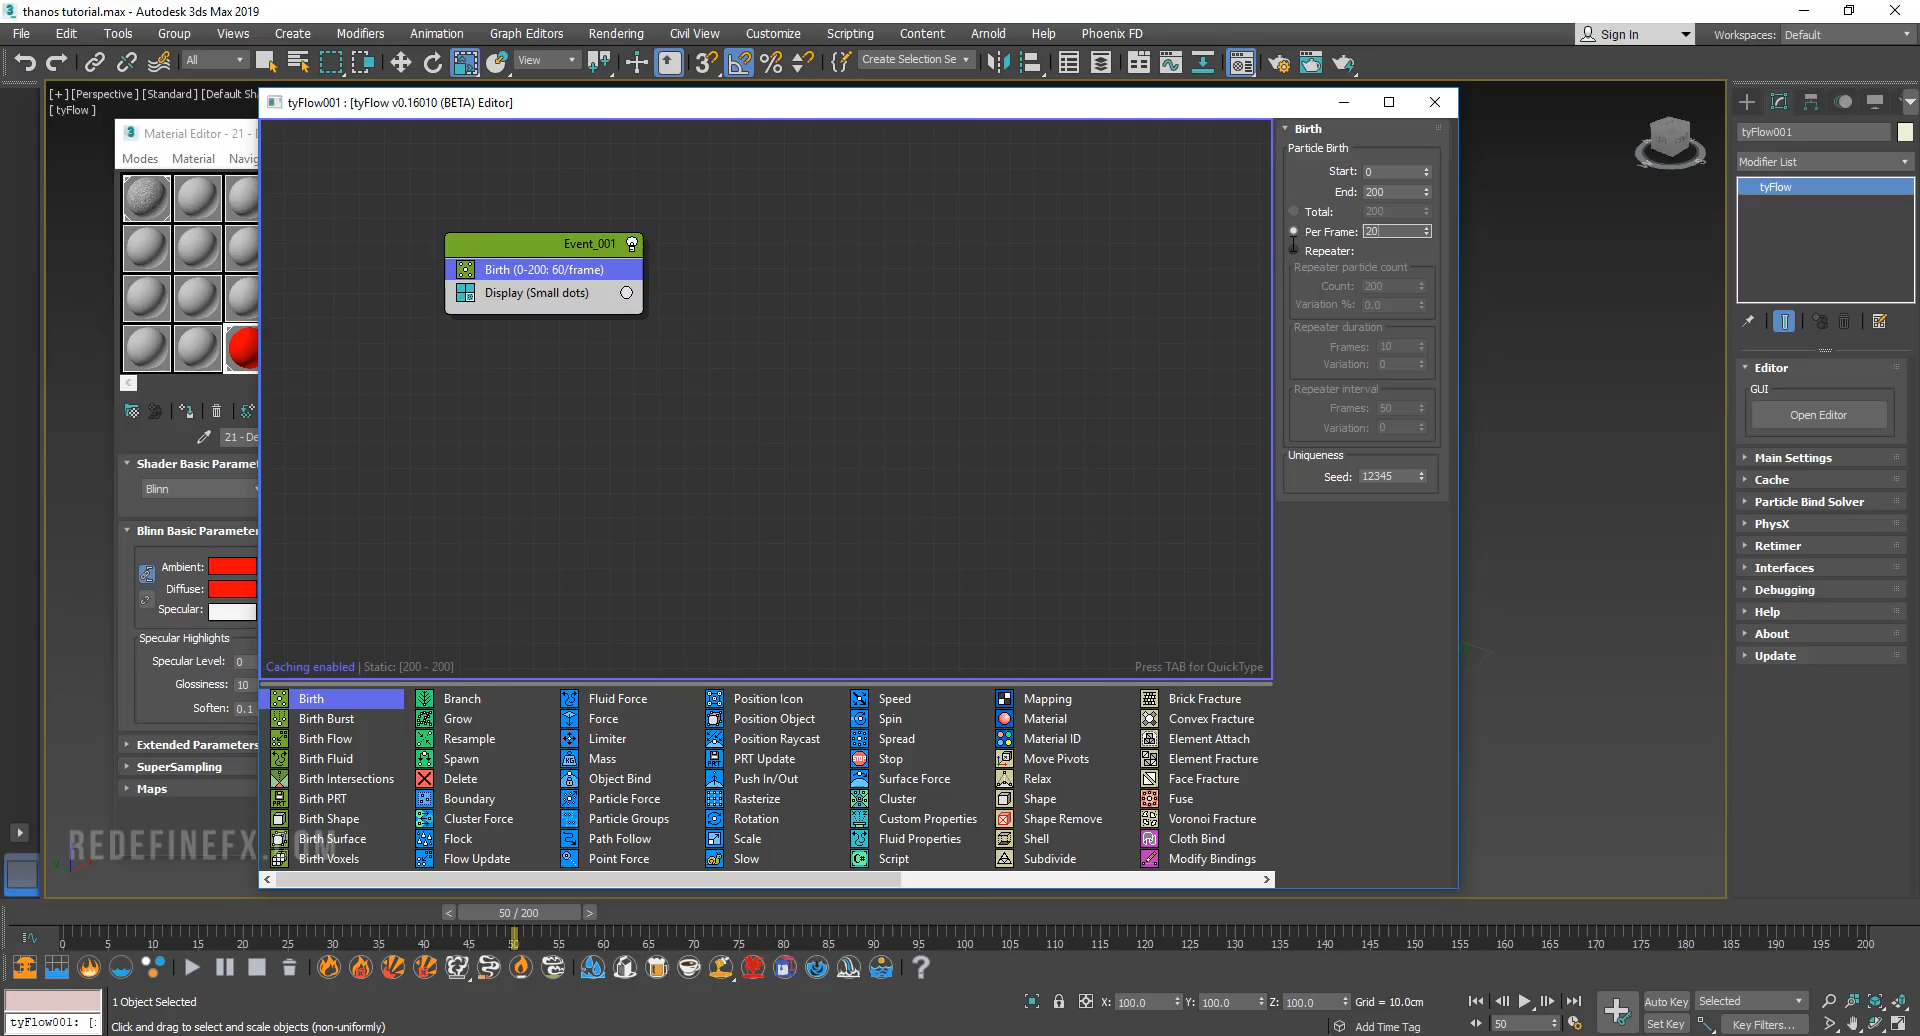 thanos tutorial.max - Autodesk 3ds Max 2019
File Edit Tools Group Views Create Modifiers Animation Graph Editors Rendering Civil View Customize Scripting Content Arnold Help Phoenix FD
Sign In
Workspaces: Default
All
View
Create Selection Se
[+] [Perspective] [Standard] [Default Sh
[ tyFlow ]
Material Editor - 21 -
Modes Material Navig
tyFlow001 : [tyFlow v0.16010 (BETA) Editor]
Event_001
Birth (0-200: 60/frame)
Display (Small dots)
Caching enabled | Static: [200 - 200]
Press TAB for QuickType
Birth
Particle Birth
Start: 0
End: 200
Total: 200
Per Frame: 20
Repeater:
Repeater particle count
Count: 200
Variation %: 0.0
Repeater duration
Frames: 10
Variation: 0
Repeater interval
Frames: 50
Variation: 0
Uniqueness
Seed: 12345
21 - De
Shader Basic Parame
Blinn
Blinn Basic Parameter
Ambient:
Diffuse:
Specular:
Specular Highlights
Specular Level: 0
Glossiness: 10
Soften: 0.1
Extended Parameters
SuperSampling
Maps
REDEFINEFX.COM
Birth Branch Fluid Force Position Icon Speed Mapping Brick Fracture
Birth Burst Grow Force Position Object Spin Material Convex Fracture
Birth Flow Resample Limiter Position Raycast Spread Material ID Element Attach
Birth Fluid Spawn Mass PRT Update Stop Move Pivots Element Fracture
Birth Intersections Delete Object Bind Push In/Out Surface Force Relax Face Fracture
Birth PRT Boundary Particle Force Rasterize Cluster Shape Fuse
Birth Shape Cluster Force Particle Groups Rotation Custom Properties Shape Remove Voronoi Fracture
Birth Surface Flock Path Follow Scale Fluid Properties Shell Cloth Bind
Birth Voxels Flow Update Point Force Slow Script Subdivide Modify Bindings
tyFlow001
Modifier List
tyFlow
Editor
GUI
Open Editor
Main Settings
Cache
Particle Bind Solver
PhysX
Retimer
Interfaces
Debugging
Help
About
Update
< 50 / 200 >
0 5 10 15 20 25 30 35 40 45 50 55 60 65 70 75 80 85 90 95 100 105 110 115 120 125 130 135 140 145 150 155 160 165 170 175 180 185 190 195 200
1 Object Selected
X: 100.0 Y: 100.0 Z: 100.0 Grid = 10.0cm
Auto Key Selected
tyFlow001: [:
Click and drag to select and scale objects (non-uniformly)
Add Time Tag
50
Set Key Key Filters...